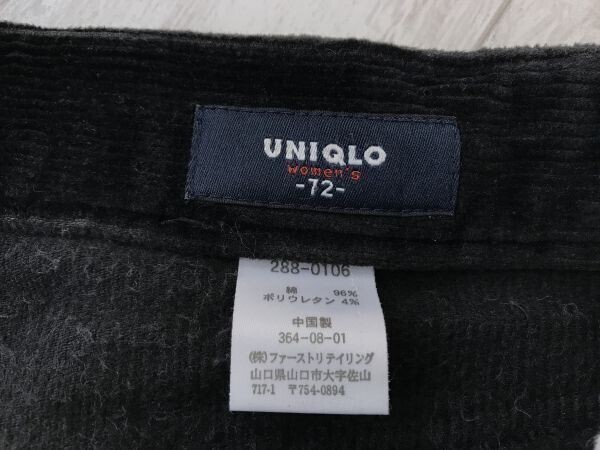 UNIQLO
women's
-72-
288-0106
綿 96%
ポリウレタン 4%
中国製
364-08-01
(株)ファーストリテイリング
山口県山口市大字佐山
717-1 〒754-0894